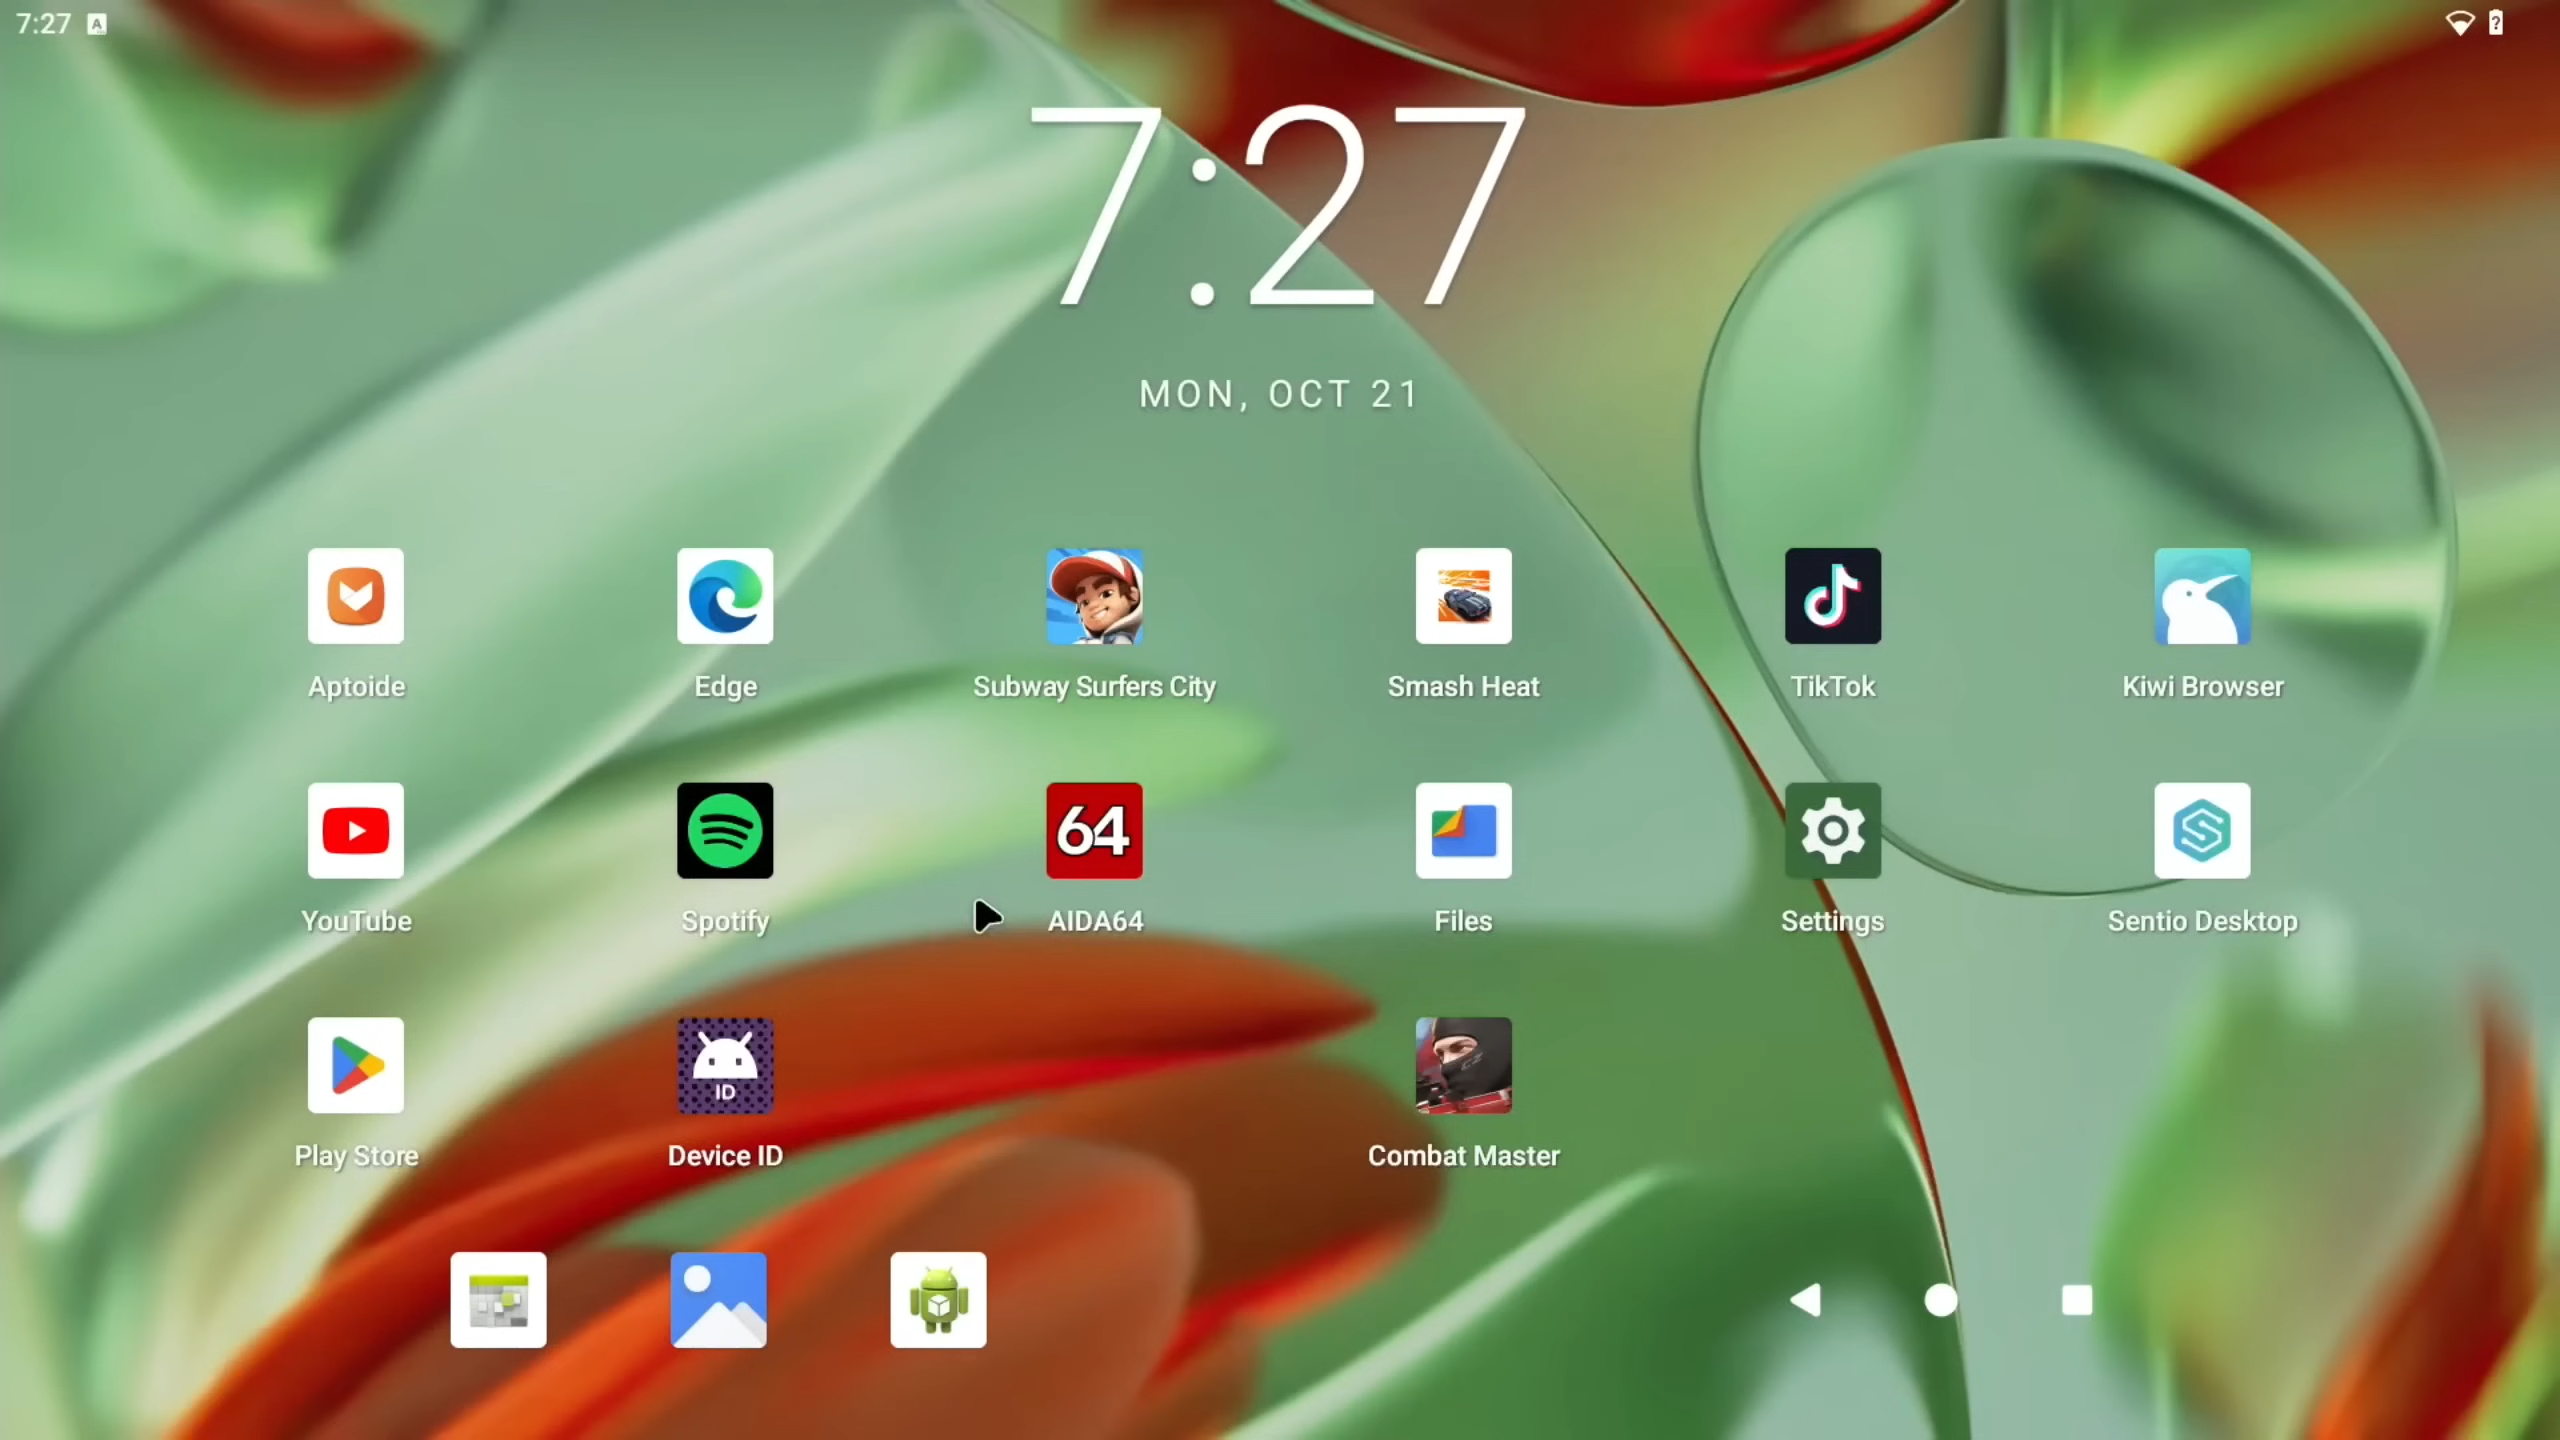 7:27 A
7:27
MON, OCT 21
Aptoide
Edge
Subway Surfers City
Smash Heat
TikTok
Kiwi Browser
64
YouTube
Spotify
AIDA64
Files
Settings
Sentio Desktop
ID
CZ
Play Store
Device ID
Combat Master